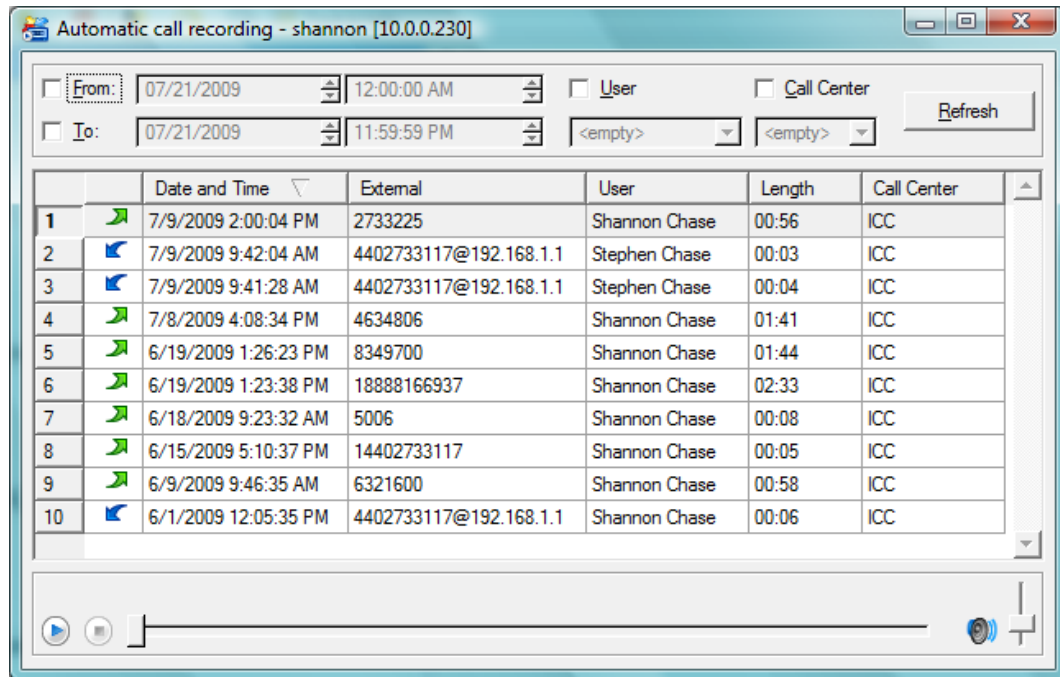 Automatic call recording - shannon [10.0.0.230]
From: 07/21/2009 12:00:00 AM User Call Center
Refresh
To: 07/21/2009 11:59:59 PM <empty> <empty>
Date and Time External User Length Call Center
1 7/9/2009 2:00:04 PM 2733225 Shannon Chase 00:56 ICC
2 7/9/2009 9:42:04 AM 4402733117@192.168.1.1 Stephen Chase 00:03 ICC
3 7/9/2009 9:41:28 AM 4402733117@192.168.1.1 Stephen Chase 00:04 ICC
4 7/8/2009 4:08:34 PM 4634806 Shannon Chase 01:41 ICC
5 6/19/2009 1:26:23 PM 8349700 Shannon Chase 01:44 ICC
6 6/19/2009 1:23:38 PM 18888166937 Shannon Chase 02:33 ICC
7 6/18/2009 9:23:32 AM 5006 Shannon Chase 00:08 ICC
8 6/15/2009 5:10:37 PM 14402733117 Shannon Chase 00:05 ICC
9 6/9/2009 9:46:35 AM 6321600 Shannon Chase 00:58 ICC
10 6/1/2009 12:05:35 PM 4402733117@192.168.1.1 Shannon Chase 00:06 ICC